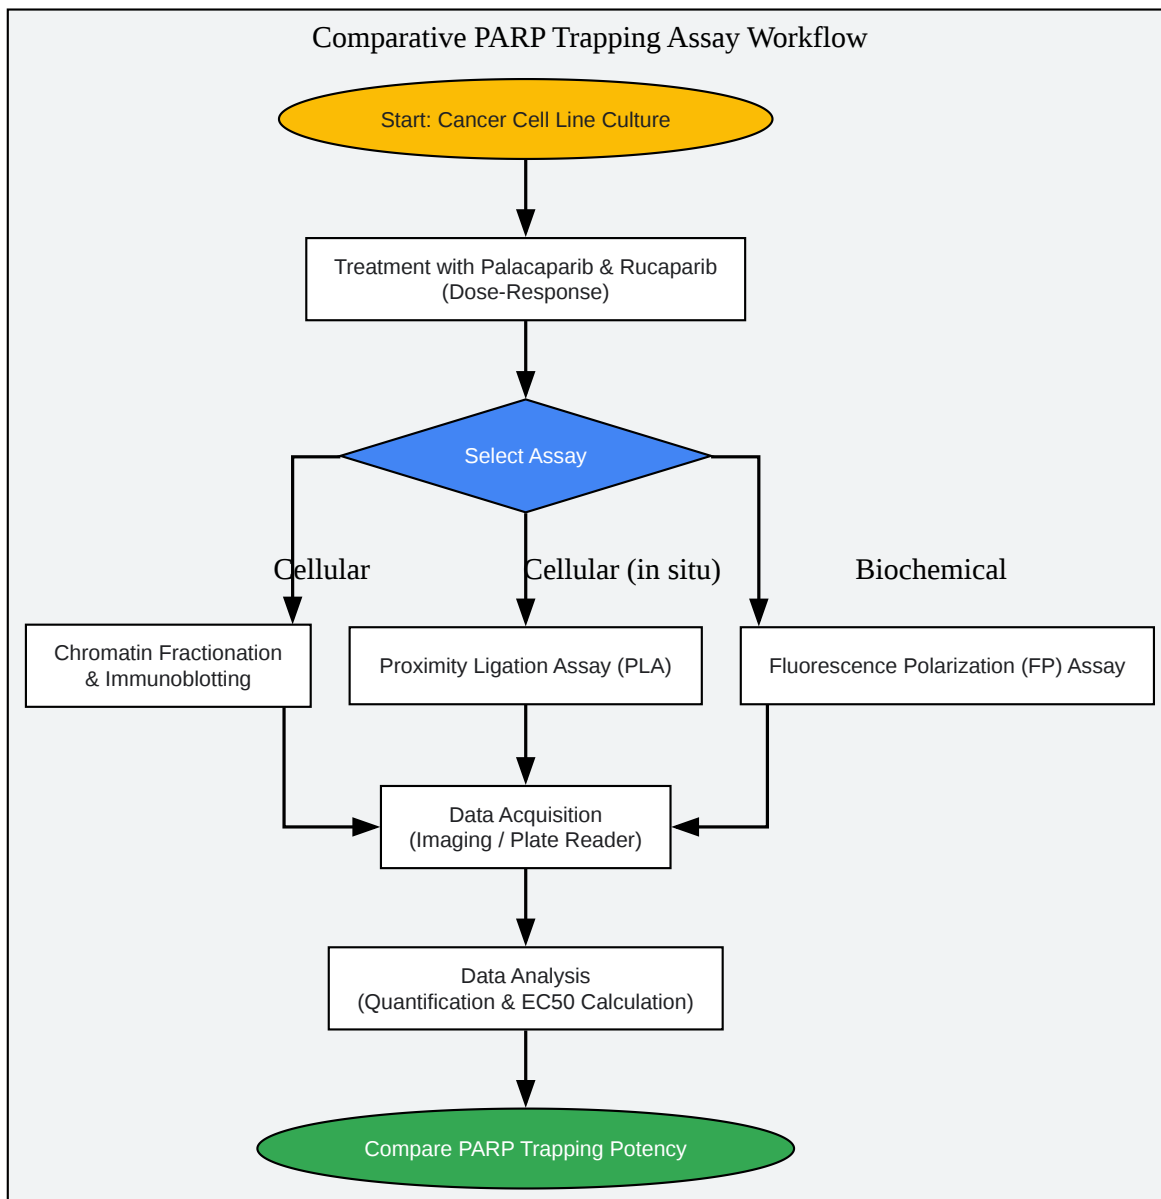 Comparative PARP Trapping Assay Workflow
Start: Cancer Cell Line Culture
Treatment with Palacaparib & Rucaparib
(Dose-Response)
Select Assay
Cellular
Cellular (in situ)
Biochemical
Chromatin Fractionation
& Immunoblotting
Proximity Ligation Assay (PLA)
Fluorescence Polarization (FP) Assay
Data Acquisition
(Imaging / Plate Reader)
Data Analysis
(Quantification & EC50 Calculation)
Compare PARP Trapping Potency